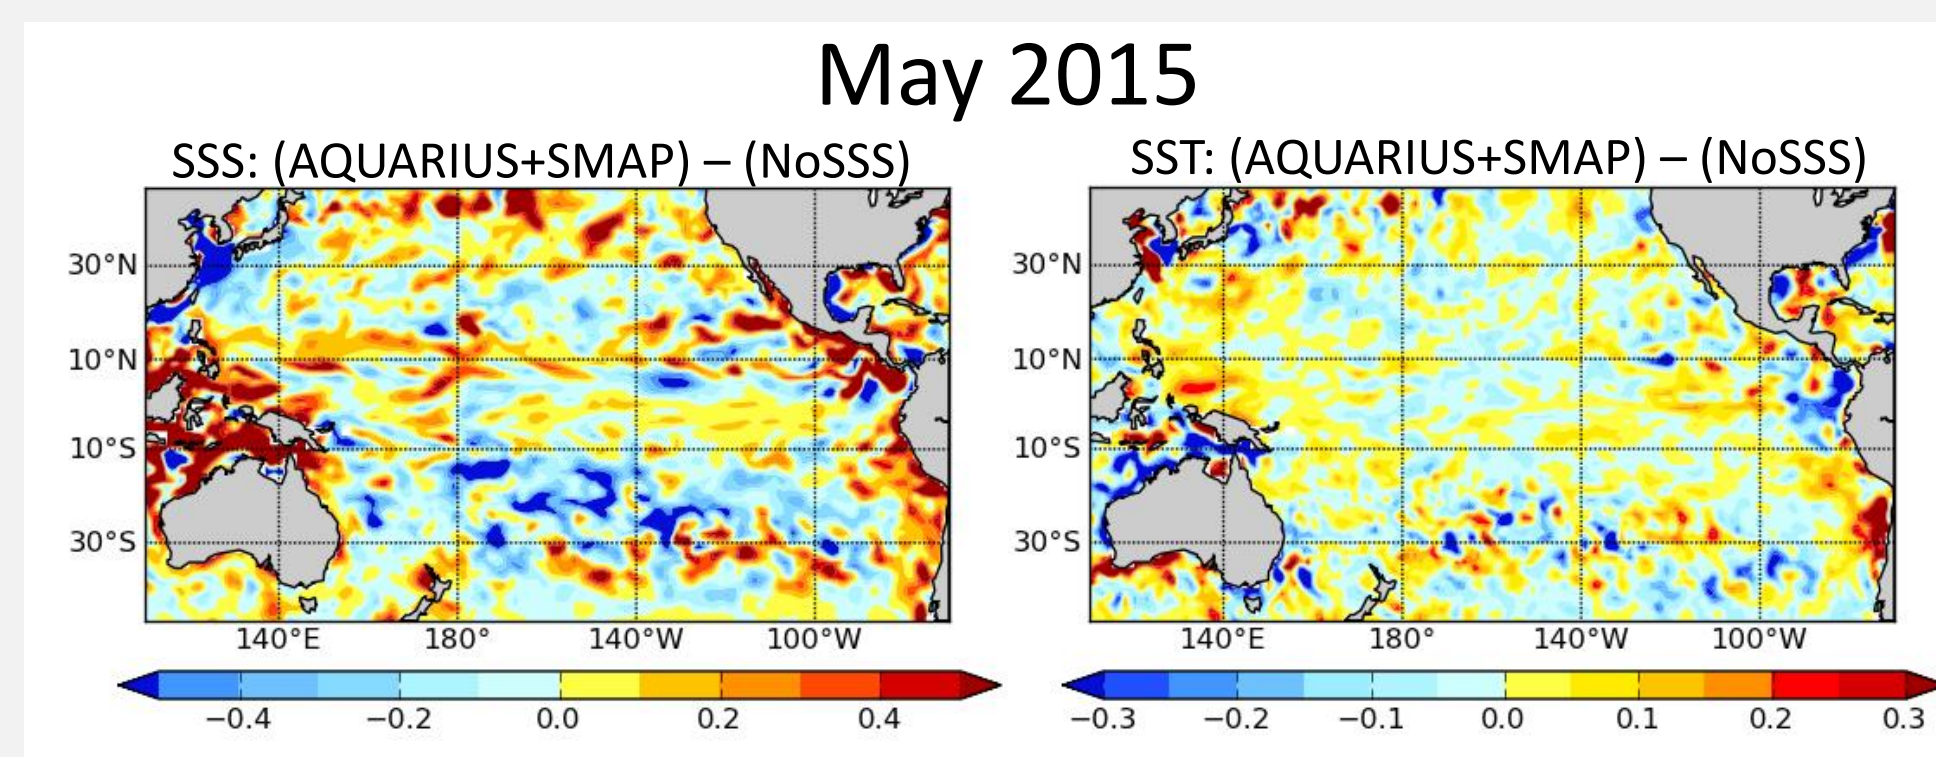 May 2015
SSS: (AQUARIUS+SMAP) – (NoSSS)
SST: (AQUARIUS+SMAP) – (NoSSS)
30°N
10°N
10°S
30°S
140°E 180° 140°W 100°W
−0.4 −0.2 0.0 0.2 0.4
30°N
10°N
10°S
30°S
140°E 180° 140°W 100°W
−0.3 −0.2 −0.1 0.0 0.1 0.2 0.3